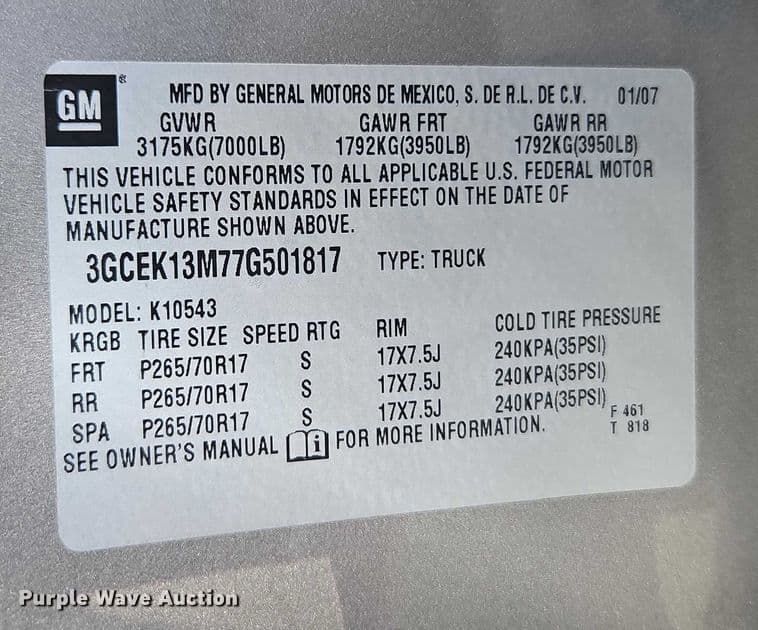 GM®
MFD BY GENERAL MOTORS DE MEXICO, S. DE R.L. DE C.V. 01/07
GVWR GAWR FRT GAWR RR
3175KG(7000LB) 1792KG(3950LB) 1792KG(3950LB)
THIS VEHICLE CONFORMS TO ALL APPLICABLE U.S. FEDERAL MOTOR
VEHICLE SAFETY STANDARDS IN EFFECT ON THE DATE OF
MANUFACTURE SHOWN ABOVE.
3GCEK13M77G501817 TYPE: TRUCK
MODEL: K10543
KRGB TIRE SIZE SPEED RTG RIM COLD TIRE PRESSURE
FRT P265/70R17 S 17X7.5J 240KPA(35PSI)
RR P265/70R17 S 17X7.5J 240KPA(35PSI)
SPA P265/70R17 S 17X7.5J 240KPA(35PSI)
SEE OWNER'S MANUAL i FOR MORE INFORMATION.
F 461
T 818
Purple Wave Auction